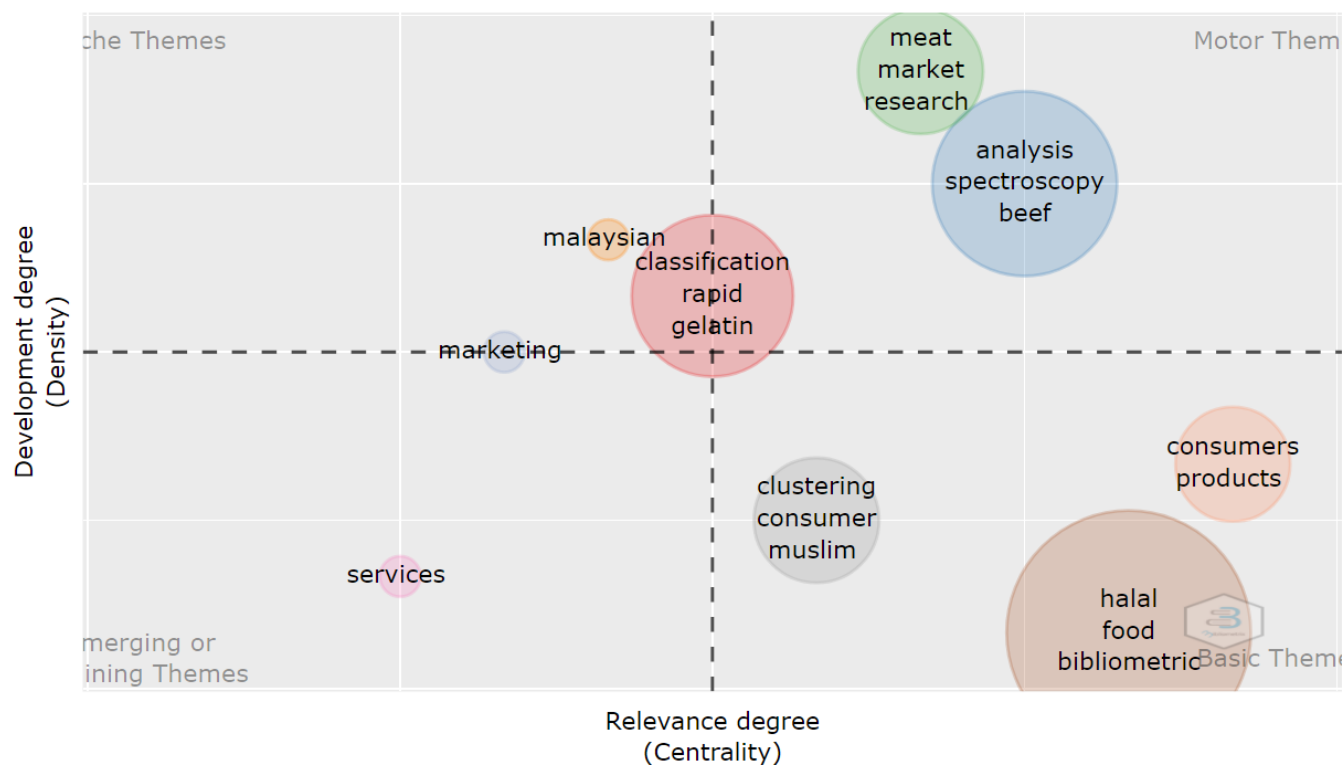 che Themes
Motor Them
meat
market
research
analysis
spectroscopy
beef
malaysian
classification
rapid
gelatin
marketing
consumers
products
clustering
consumer
muslim
services
halal
food
bibliometric
merging or
ining Themes
Basic Theme
Development degree
(Density)
Relevance degree
(Centrality)